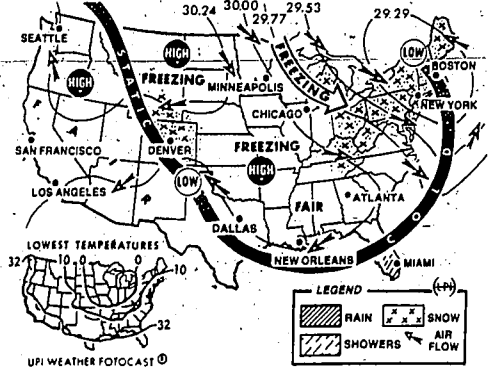 30.24 30.00 29.77 29.53 29.29
SEATTLE
LOW
HIGH
HIGH
FREEZING
FREEZING
BOSTON
MINNEAPOLIS
STATIC
NEW YORK
CHICAGO
FAIR
SAN FRANCISCO
DENVER
FREEZING
HIGH
LOS ANGELES
LOW
FAIR
ATLANTA
COLD
DALLAS
NEW ORLEANS
MIAMI
LOWEST TEMPERATURES
32 -10 0 0 10
32
LEGEND
RAIN SNOW
SHOWERS AIR FLOW
UPI WEATHER FOTOCAST ®